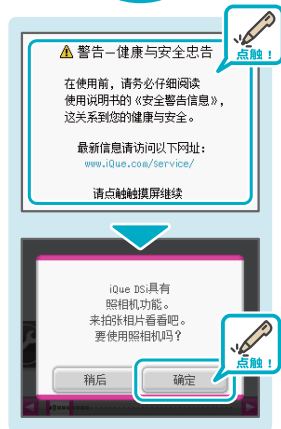 ⚠ 警告–健康与安全忠告
点触！
在使用前，请务必仔细阅读
使用说明书的《安全警告信息》，
这关系到您的健康与安全。
最新信息请访问以下网址：
www.iQue.com/service/
请点触触摸屏继续
iQue DSi具有
照相机功能。
来拍张相片看看吧。
要使用照相机吗？
点触！
稍后
确定